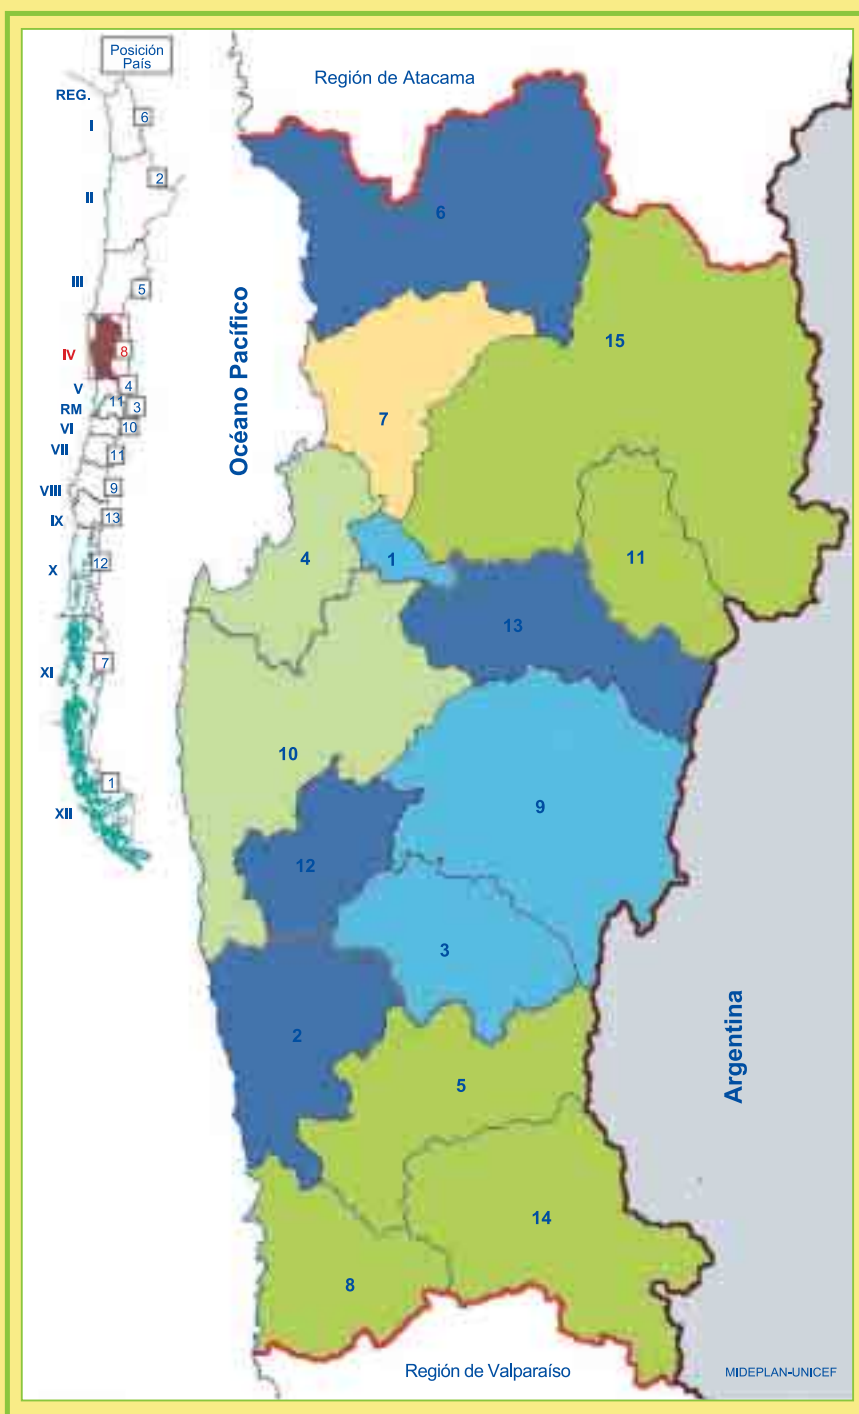 Posición
País
REG.
I
6
II
2
III
5
IV
8
V
4
11
RM
3
VI
10
VII
11
VIII
9
IX
13
X
12
XI
7
XII
1
Región de Atacama
Océano Pacífico
6
15
7
4
1
11
13
10
9
12
3
2
5
14
8
Argentina
Región de Valparaíso
MIDEPLAN-UNICEF